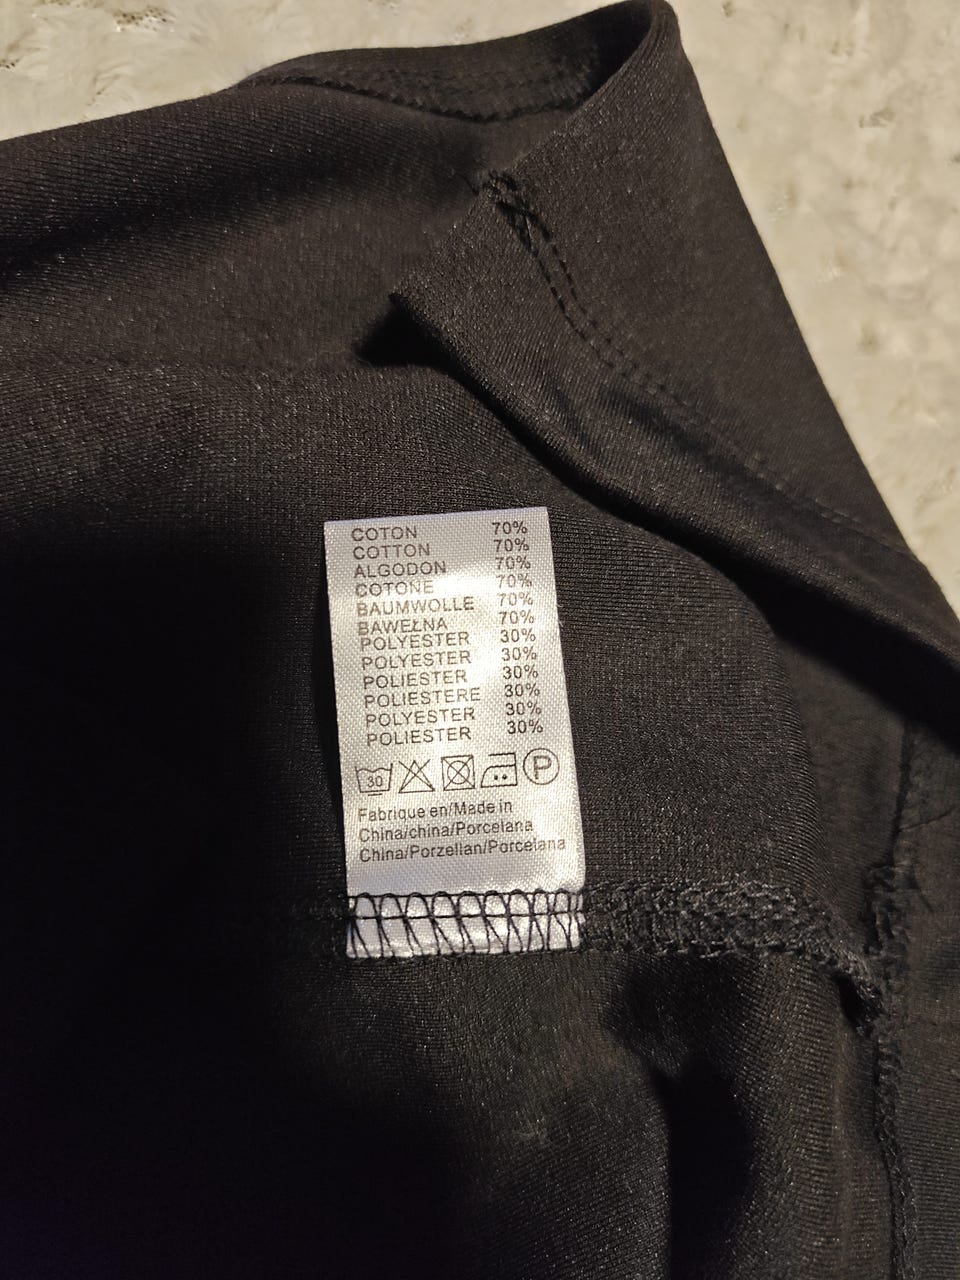 COTON 70%
COTTON 70%
ALGODON 70%
COTONE 70%
BAUMWOLLE 70%
BAWEŁNA 70%
POLYESTER 30%
POLYESTER 30%
POLIESTER 30%
POLIESTERE 30%
POLYESTER 30%
POLIESTER 30%
30 P
Fabrique en/Made in
China/china/Porcelana
China/Porzellan/Porcelana